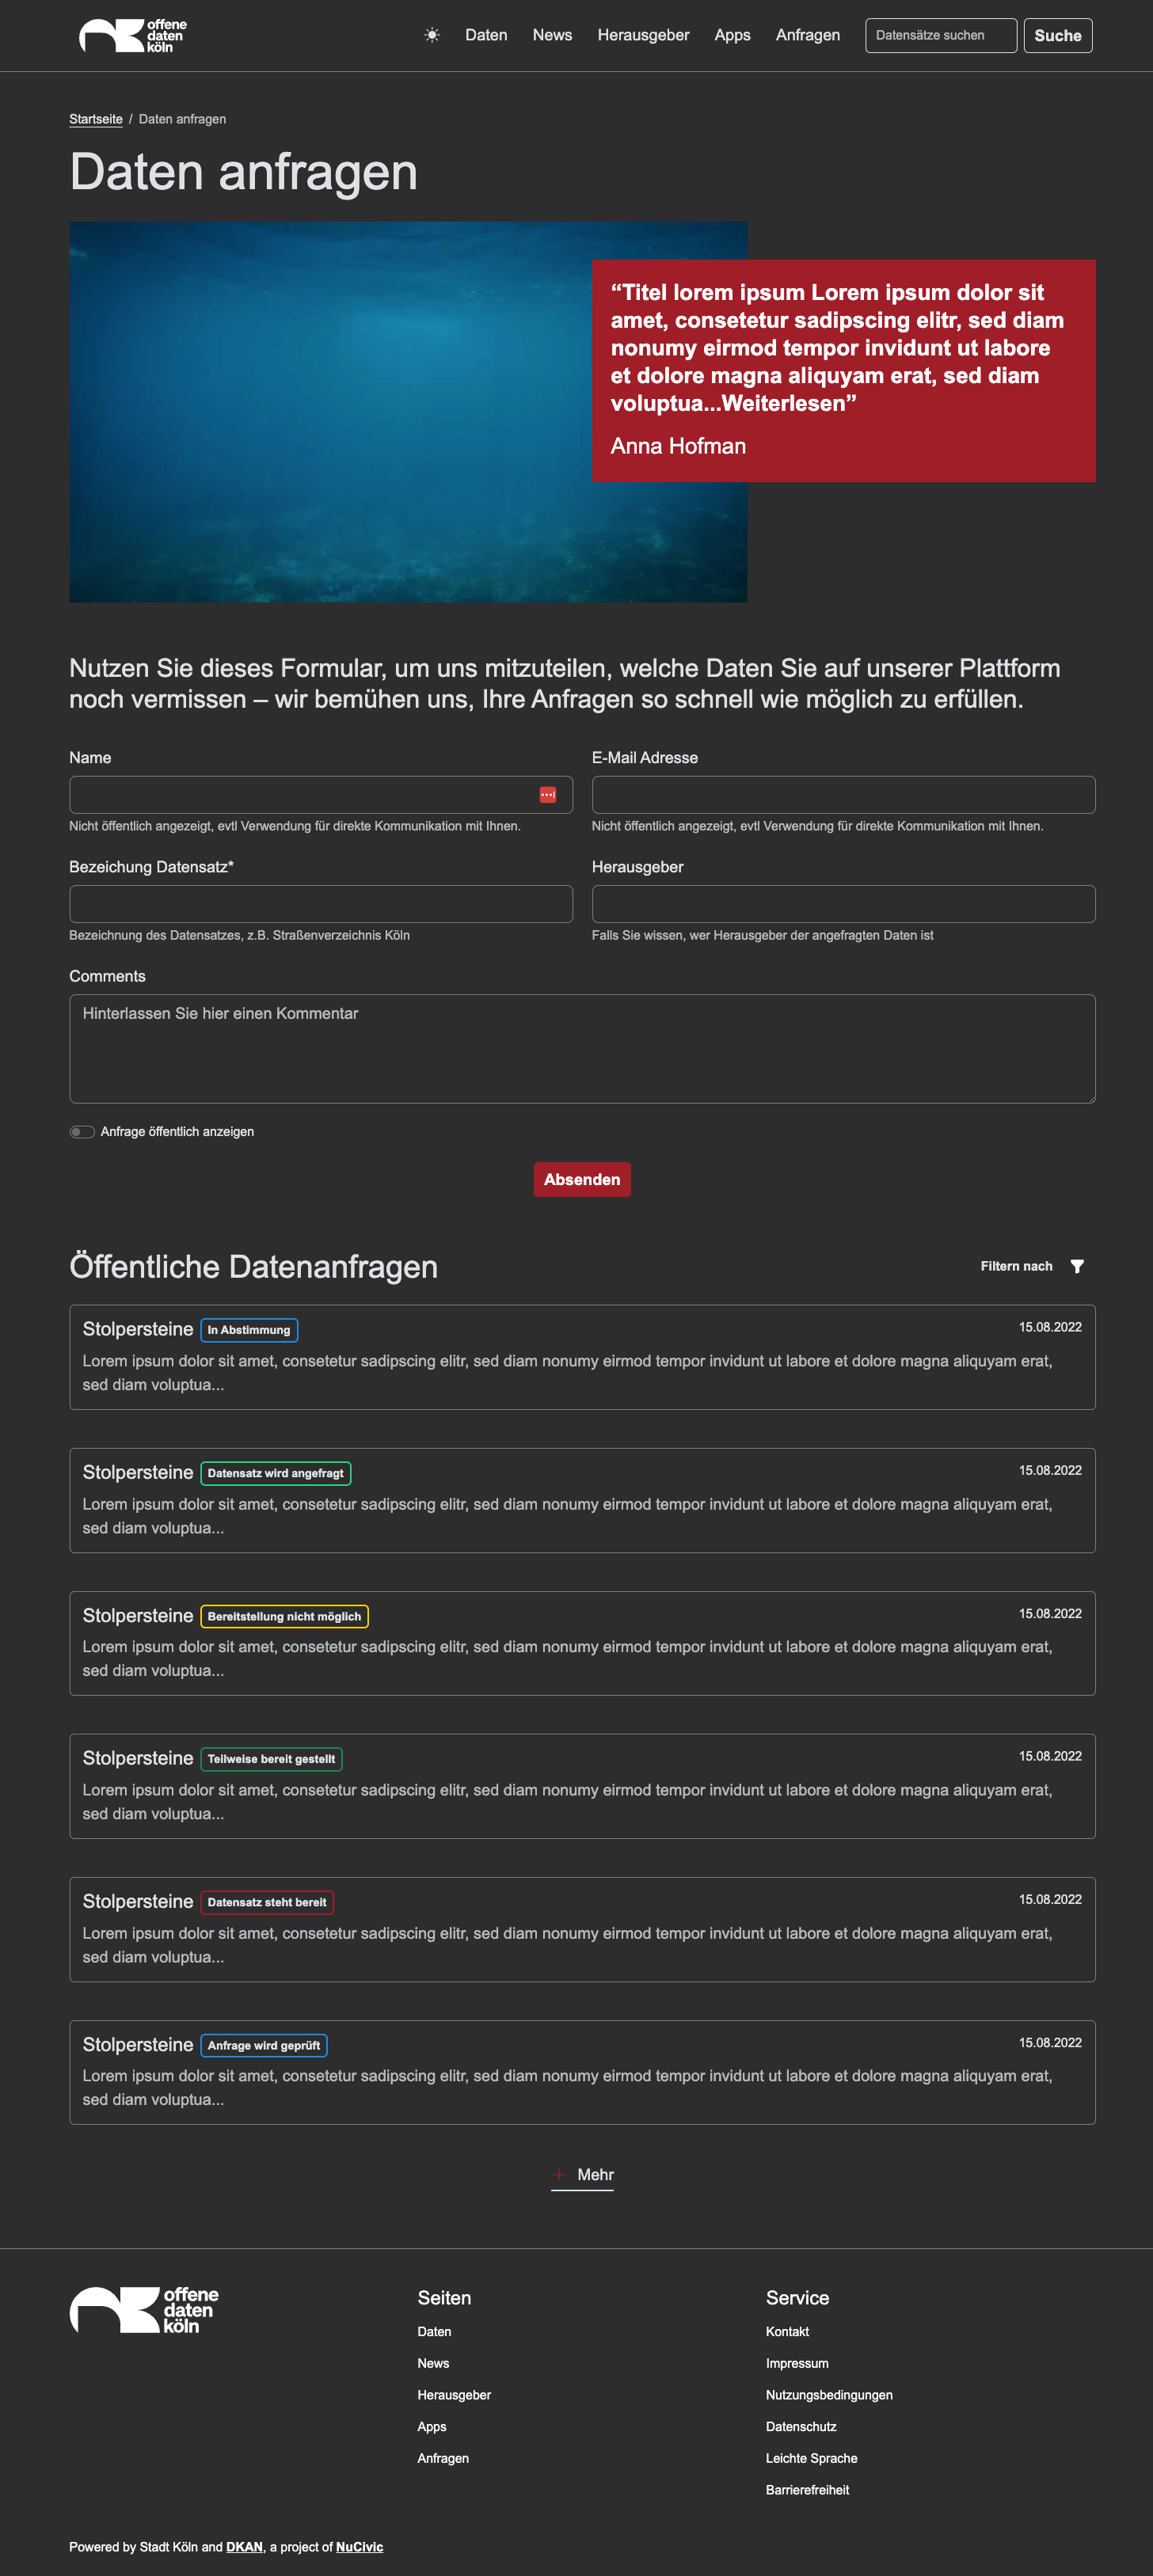 offene
daten
köln
Daten
News
Herausgeber
Apps
Anfragen
Datensätze suchen
Suche
Startseite / Daten anfragen
Daten anfragen
“Titel lorem ipsum Lorem ipsum dolor sit
amet, consetetur sadipscing elitr, sed diam
nonumy eirmod tempor invidunt ut labore
et dolore magna aliquyam erat, sed diam
voluptua...Weiterlesen”
Anna Hofman
Nutzen Sie dieses Formular, um uns mitzuteilen, welche Daten Sie auf unserer Plattform
noch vermissen – wir bemühen uns, Ihre Anfragen so schnell wie möglich zu erfüllen.
Name
E-Mail Adresse
Nicht öffentlich angezeigt, evtl Verwendung für direkte Kommunikation mit Ihnen.
Nicht öffentlich angezeigt, evtl Verwendung für direkte Kommunikation mit Ihnen.
Bezeichung Datensatz*
Herausgeber
Bezeichnung des Datensatzes, z.B. Straßenverzeichnis Köln
Falls Sie wissen, wer Herausgeber der angefragten Daten ist
Comments
Hinterlassen Sie hier einen Kommentar
Anfrage öffentlich anzeigen
Absenden
Öffentliche Datenanfragen
Filtern nach
Stolpersteine In Abstimmung 15.08.2022
Lorem ipsum dolor sit amet, consetetur sadipscing elitr, sed diam nonumy eirmod tempor invidunt ut labore et dolore magna aliquyam erat,
sed diam voluptua...
Stolpersteine Datensatz wird angefragt 15.08.2022
Lorem ipsum dolor sit amet, consetetur sadipscing elitr, sed diam nonumy eirmod tempor invidunt ut labore et dolore magna aliquyam erat,
sed diam voluptua...
Stolpersteine Bereitstellung nicht möglich 15.08.2022
Lorem ipsum dolor sit amet, consetetur sadipscing elitr, sed diam nonumy eirmod tempor invidunt ut labore et dolore magna aliquyam erat,
sed diam voluptua...
Stolpersteine Teilweise bereit gestellt 15.08.2022
Lorem ipsum dolor sit amet, consetetur sadipscing elitr, sed diam nonumy eirmod tempor invidunt ut labore et dolore magna aliquyam erat,
sed diam voluptua...
Stolpersteine Datensatz steht bereit 15.08.2022
Lorem ipsum dolor sit amet, consetetur sadipscing elitr, sed diam nonumy eirmod tempor invidunt ut labore et dolore magna aliquyam erat,
sed diam voluptua...
Stolpersteine Anfrage wird geprüft 15.08.2022
Lorem ipsum dolor sit amet, consetetur sadipscing elitr, sed diam nonumy eirmod tempor invidunt ut labore et dolore magna aliquyam erat,
sed diam voluptua...
+ Mehr
offene
daten
köln
Seiten
Daten
News
Herausgeber
Apps
Anfragen
Service
Kontakt
Impressum
Nutzungsbedingungen
Datenschutz
Leichte Sprache
Barrierefreiheit
Powered by Stadt Köln and DKAN, a project of NuCivic